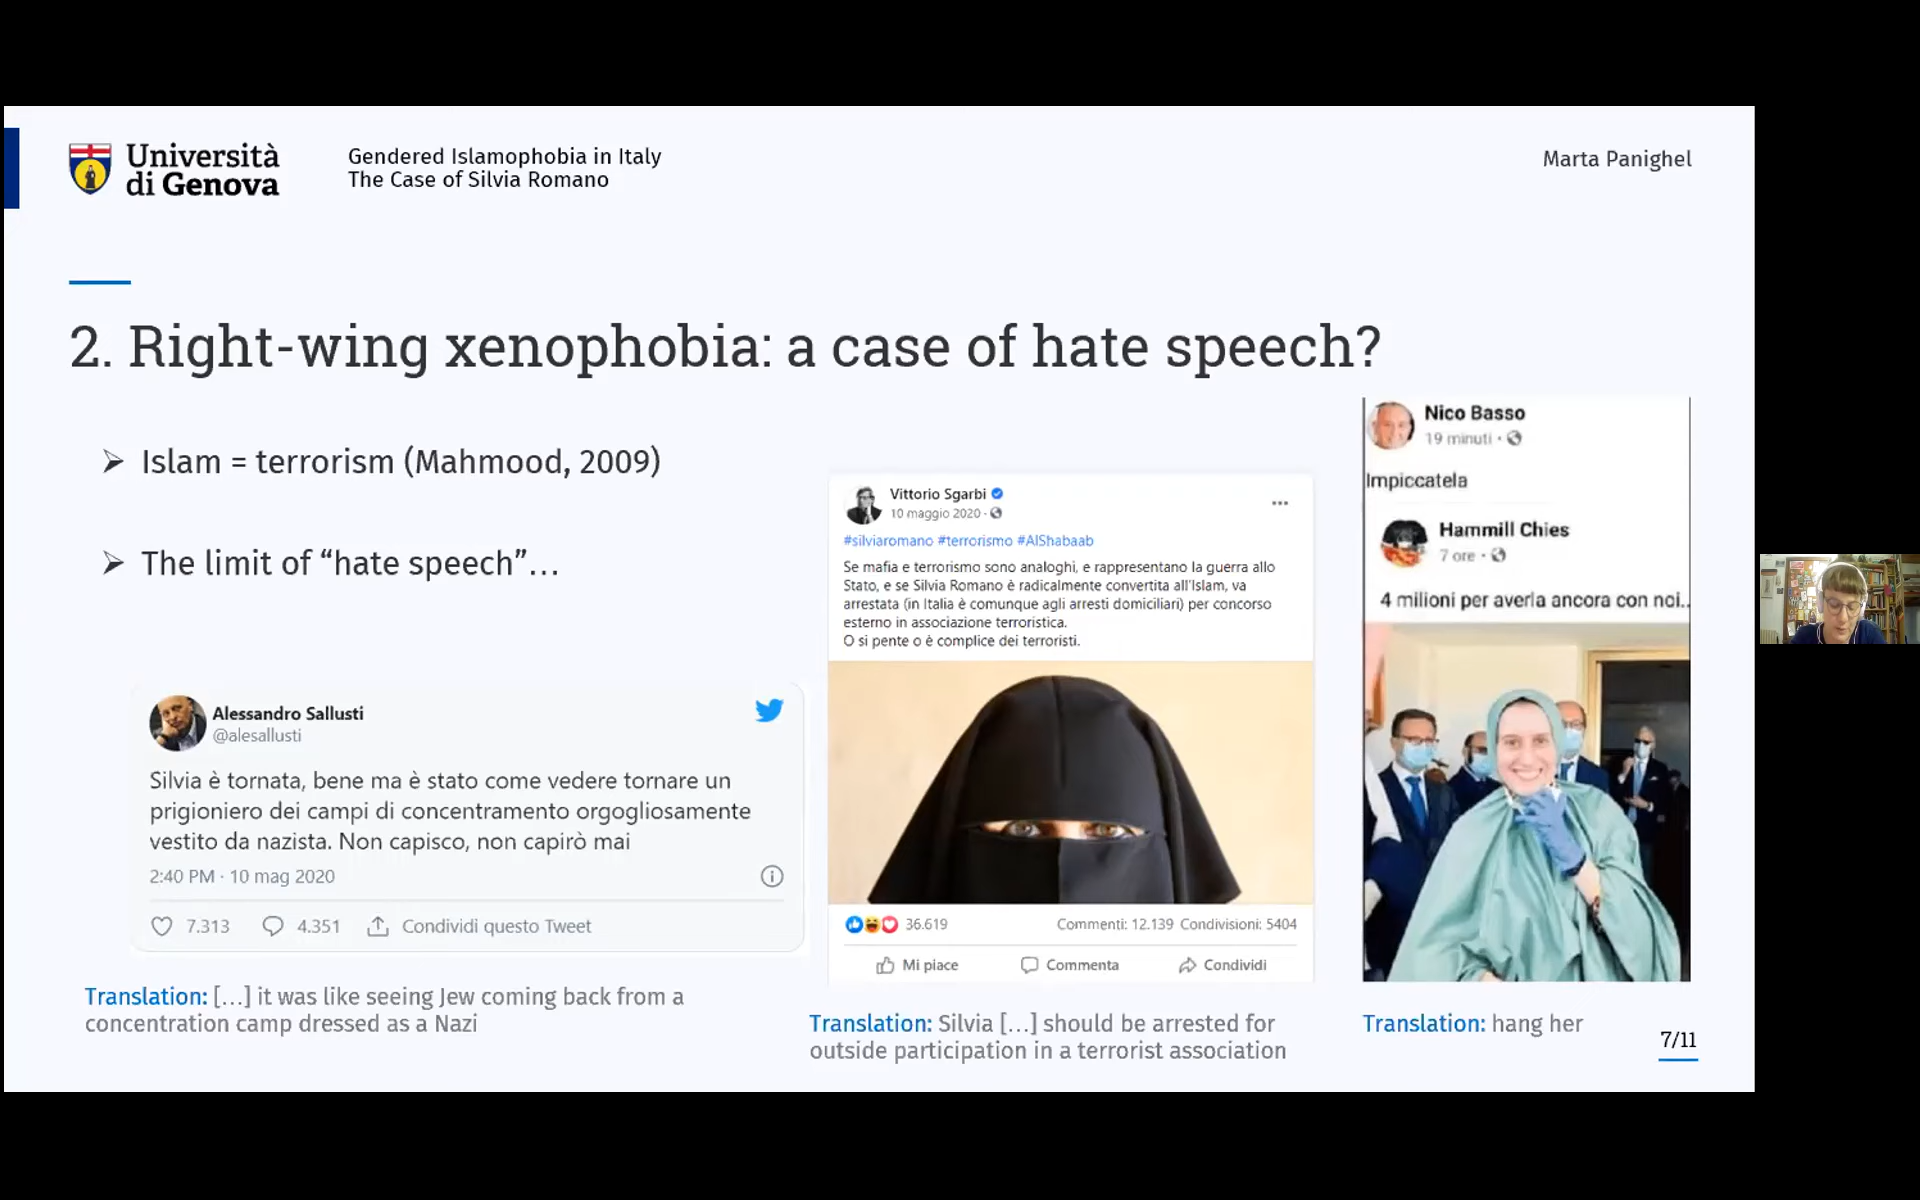 Università
di Genova
Gendered Islamophobia in Italy
The Case of Silvia Romano
Marta Panighel
2. Right-wing xenophobia: a case of hate speech?
➢ Islam = terrorism (Mahmood, 2009)
➢ The limit of “hate speech”…
Alessandro Sallusti
@alesallusti
Silvia è tornata, bene ma è stato come vedere tornare un
prigioniero dei campi di concentramento orgogliosamente
vestito da nazista. Non capisco, non capirò mai
2:40 PM · 10 mag 2020
7.313 4.351 Condividi questo Tweet
Translation: […] it was like seeing Jew coming back from a
concentration camp dressed as a Nazi
Vittorio Sgarbi
10 maggio 2020 ·
#silviaromano #terrorismo #AlShabaab
Se mafia e terrorismo sono analoghi, e rappresentano la guerra allo
Stato, e se Silvia Romano è radicalmente convertita all'Islam, va
arrestata (in Italia è comunque agli arresti domiciliari) per concorso
esterno in associazione terroristica.
O si pente o è complice dei terroristi.
36.619 Commenti: 12.139 Condivisioni: 5404
Mi piace Commenta Condividi
Translation: Silvia […] should be arrested for
outside participation in a terrorist association
Nico Basso
19 minuti ·
Impiccatela
Hammill Chies
7 ore ·
4 milioni per averla ancora con noi..
Translation: hang her
7/11